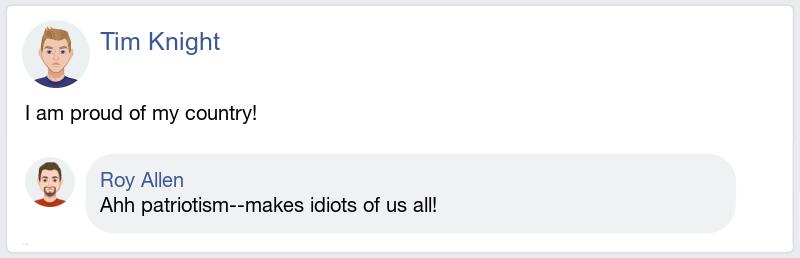 Tim Knight
I am proud of my country!
Roy Allen
Ahh patriotism--makes idiots of us all!